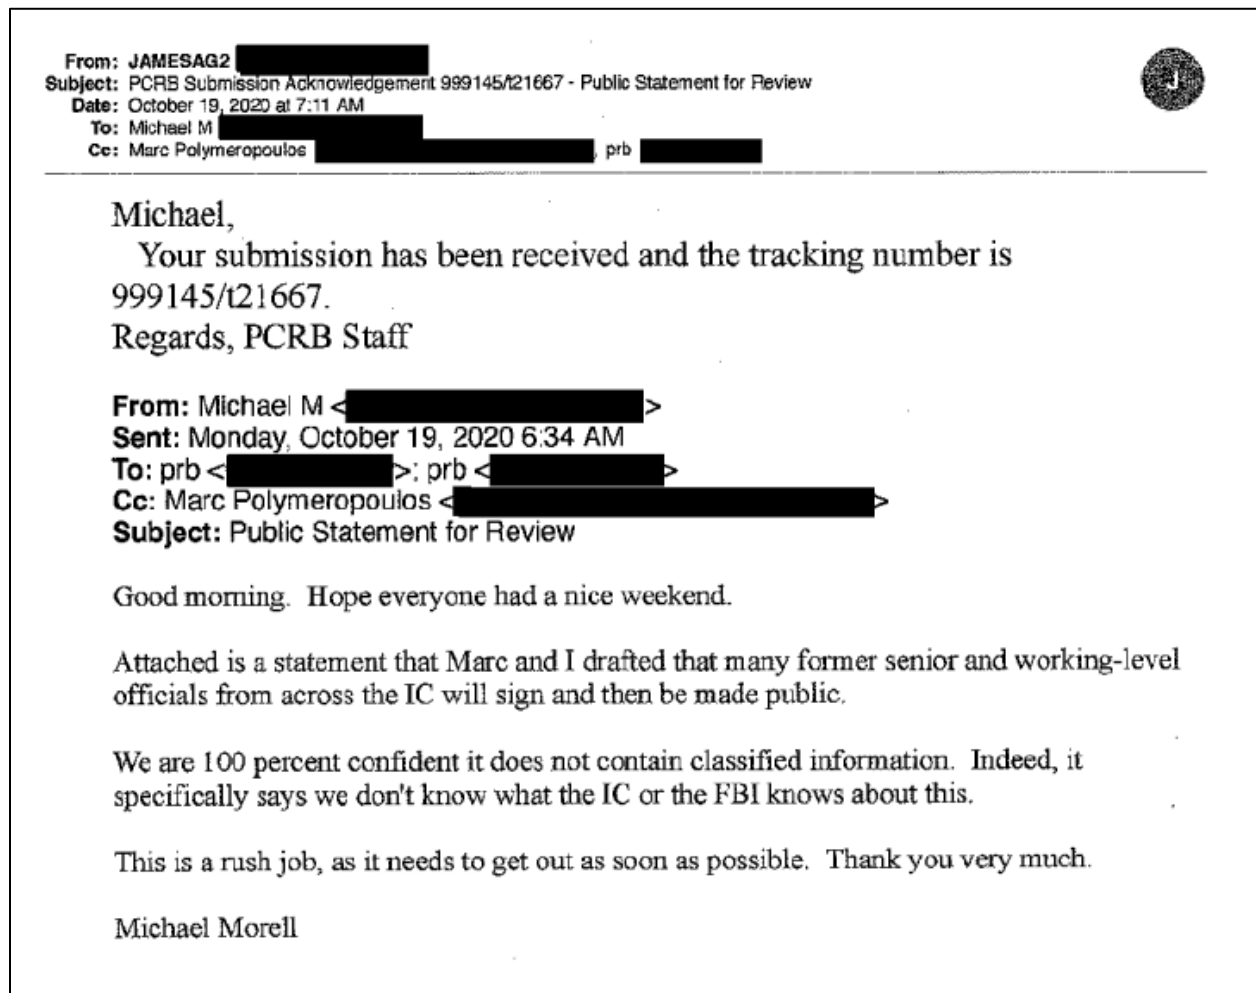 From: JAMESAG2
J
Subject: PCRB Submission Acknowledgement 999145/t21667 - Public Statement for Review
Date: October 19, 2020 at 7:11 AM
To: Michael M
Cc: Marc Polymeropoulos , prb
Michael,
Your submission has been received and the tracking number is
999145/t21667.
Regards, PCRB Staff
From: Michael M < >
Sent: Monday, October 19, 2020 6:34 AM
To: prb < >; prb < >
Cc: Marc Polymeropoulos < >
Subject: Public Statement for Review
Good morning. Hope everyone had a nice weekend.
Attached is a statement that Marc and I drafted that many former senior and working-level
officials from across the IC will sign and then be made public.
We are 100 percent confident it does not contain classified information. Indeed, it
specifically says we don't know what the IC or the FBI knows about this.
This is a rush job, as it needs to get out as soon as possible. Thank you very much.
Michael Morell